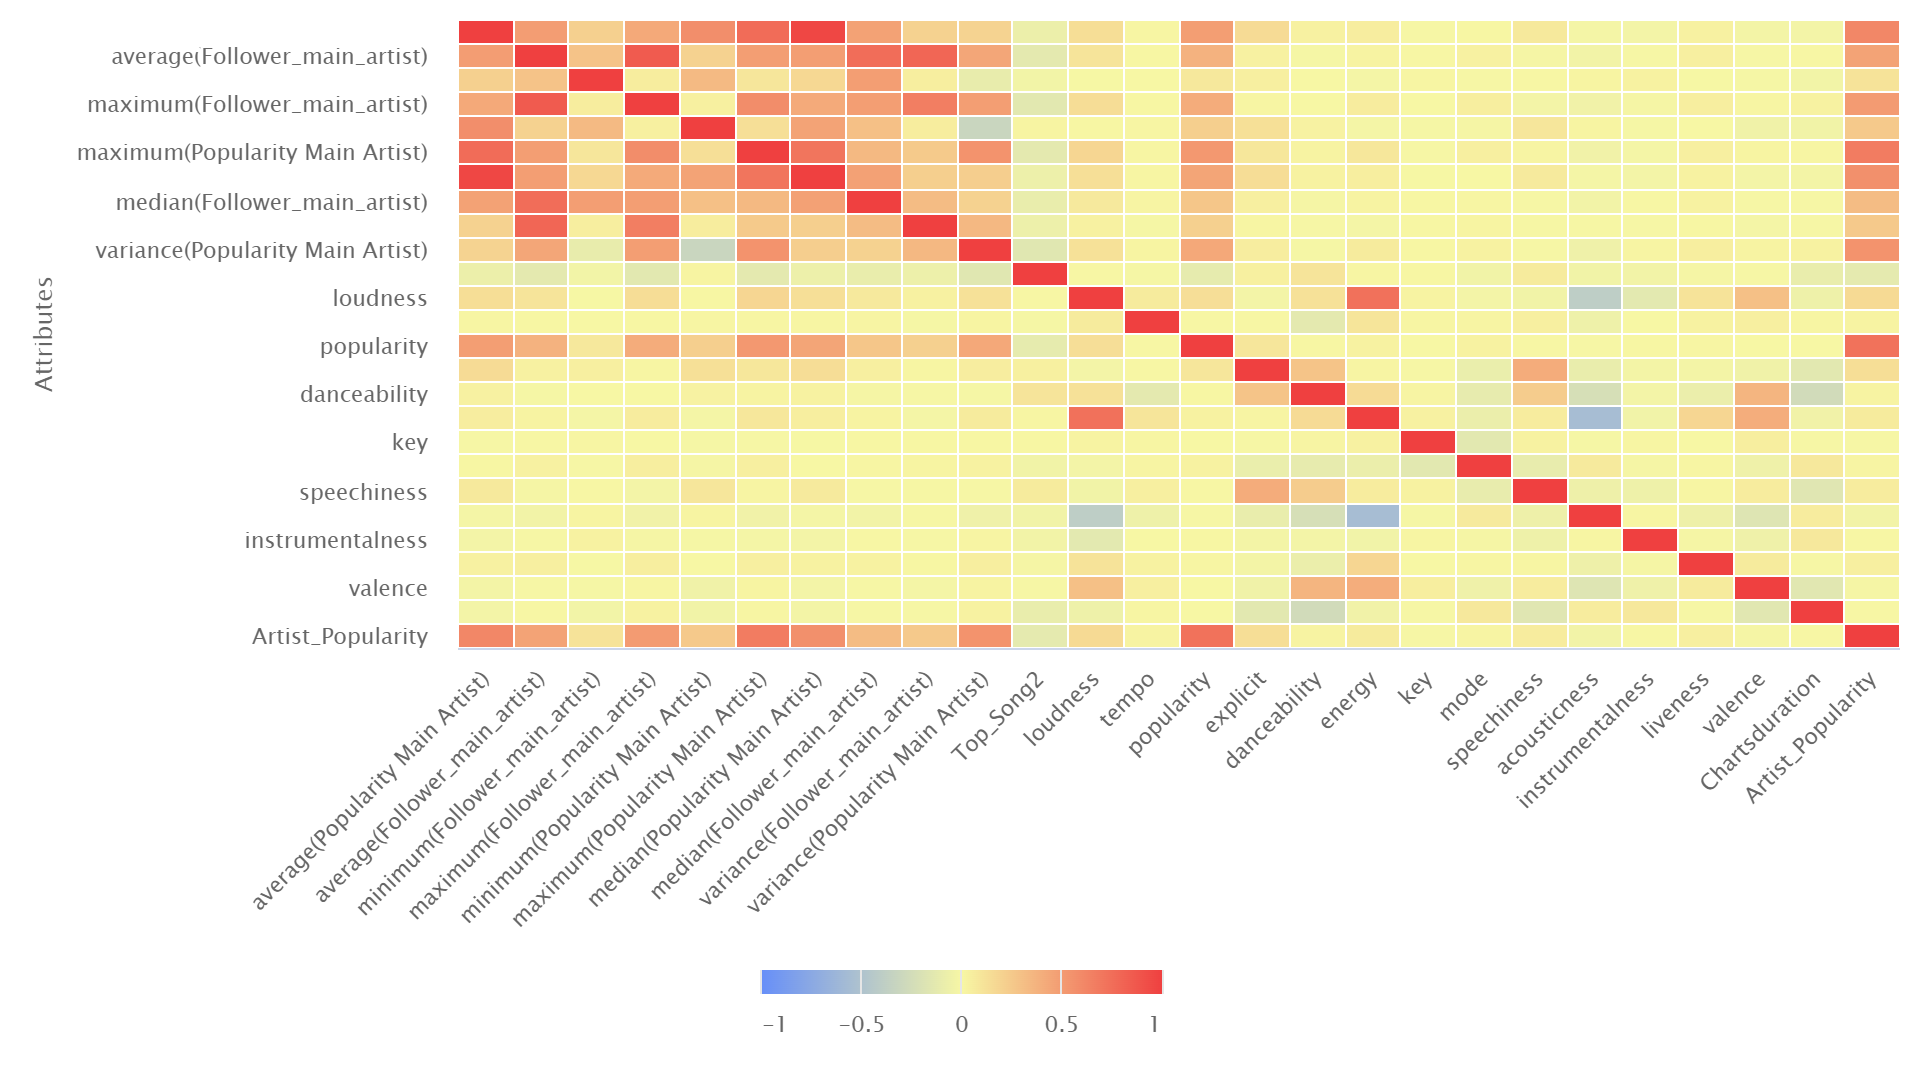 Attributes
average(Follower_main_artist)
maximum(Follower_main_artist)
maximum(Popularity Main Artist)
median(Follower_main_artist)
variance(Popularity Main Artist)
loudness
popularity
danceability
key
speechiness
instrumentalness
valence
Artist_Popularity
average(Popularity Main Artist)
average(Follower_main_artist)
minimum(Follower_main_artist)
maximum(Follower_main_artist)
minimum(Popularity Main Artist)
maximum(Popularity Main Artist)
median(Popularity Main Artist)
median(Follower_main_artist)
variance(Follower_main_artist)
variance(Popularity Main Artist)
Top_Song2
loudness
tempo
popularity
explicit
danceability
energy
key
mode
speechiness
acousticness
instrumentalness
liveness
valence
Chartsduration
Artist_Popularity
-1 -0.5 0 0.5 1